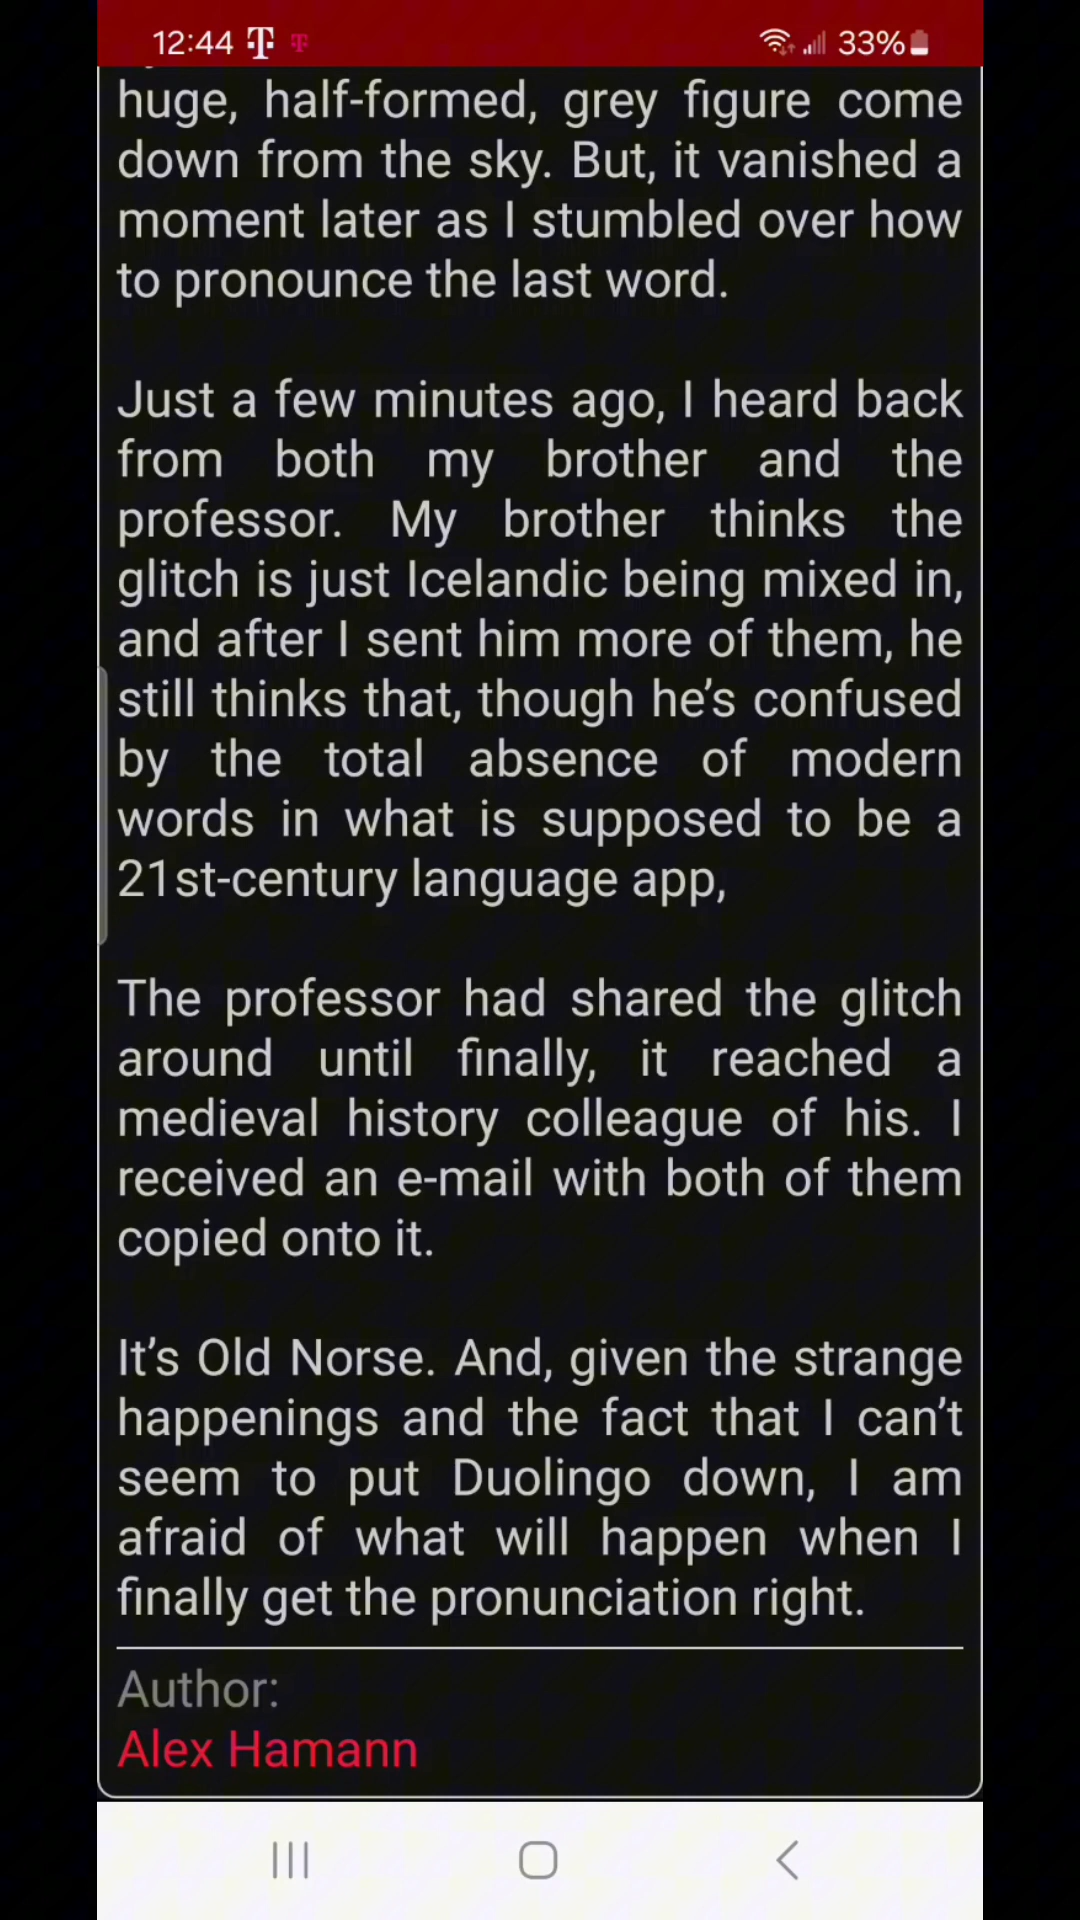 12:44
33%
huge, half-formed, grey figure come
down from the sky. But, it vanished a
moment later as I stumbled over how
to pronounce the last word.
Just a few minutes ago, I heard back
from both my brother and the
professor. My brother thinks the
glitch is just Icelandic being mixed in,
and after I sent him more of them, he
still thinks that, though he’s confused
by the total absence of modern
words in what is supposed to be a
21st-century language app,
The professor had shared the glitch
around until finally, it reached a
medieval history colleague of his. I
received an e-mail with both of them
copied onto it.
It’s Old Norse. And, given the strange
happenings and the fact that I can’t
seem to put Duolingo down, I am
afraid of what will happen when I
finally get the pronunciation right.
Author:
Alex Hamann